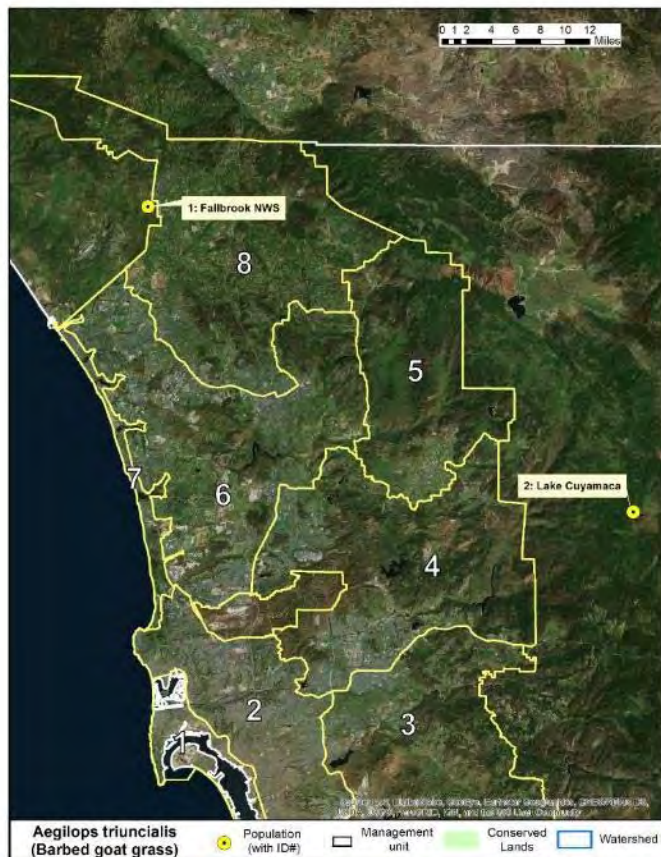 0 1 2 4 6 8 10 12
Miles
1: Fallbrook NWS
8
5
2: Lake Cuyamaca
7
6
4
2
3
1
Aegilops triuncialis
(Barbed goat grass)
Population
(with ID#)
Management
unit
Conserved
Lands
Watershed